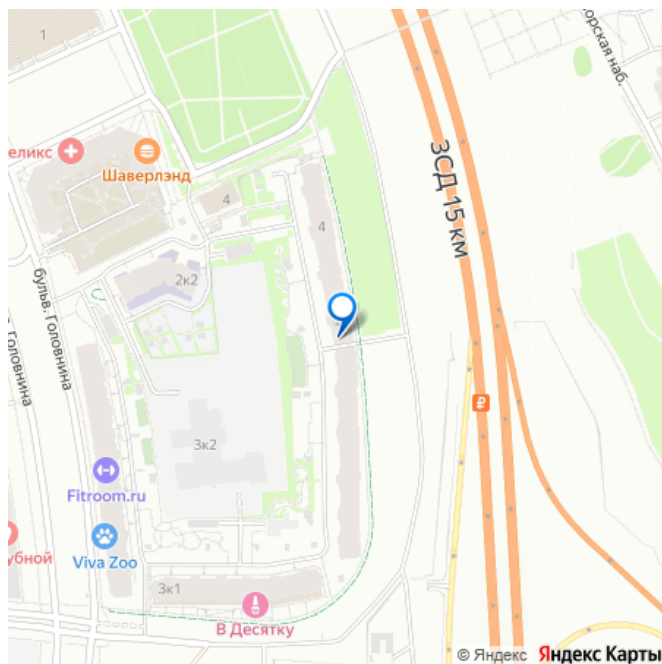 1
орская наб.
еликс
Шаверлэнд
4
4
ЗСД 15 км
2к2
бульв. Головнина
Головнина
3к2
Fitroom.ru
Viva Zoo
убной
3к1
В Десятку
© Яндекс Яндекс Карты